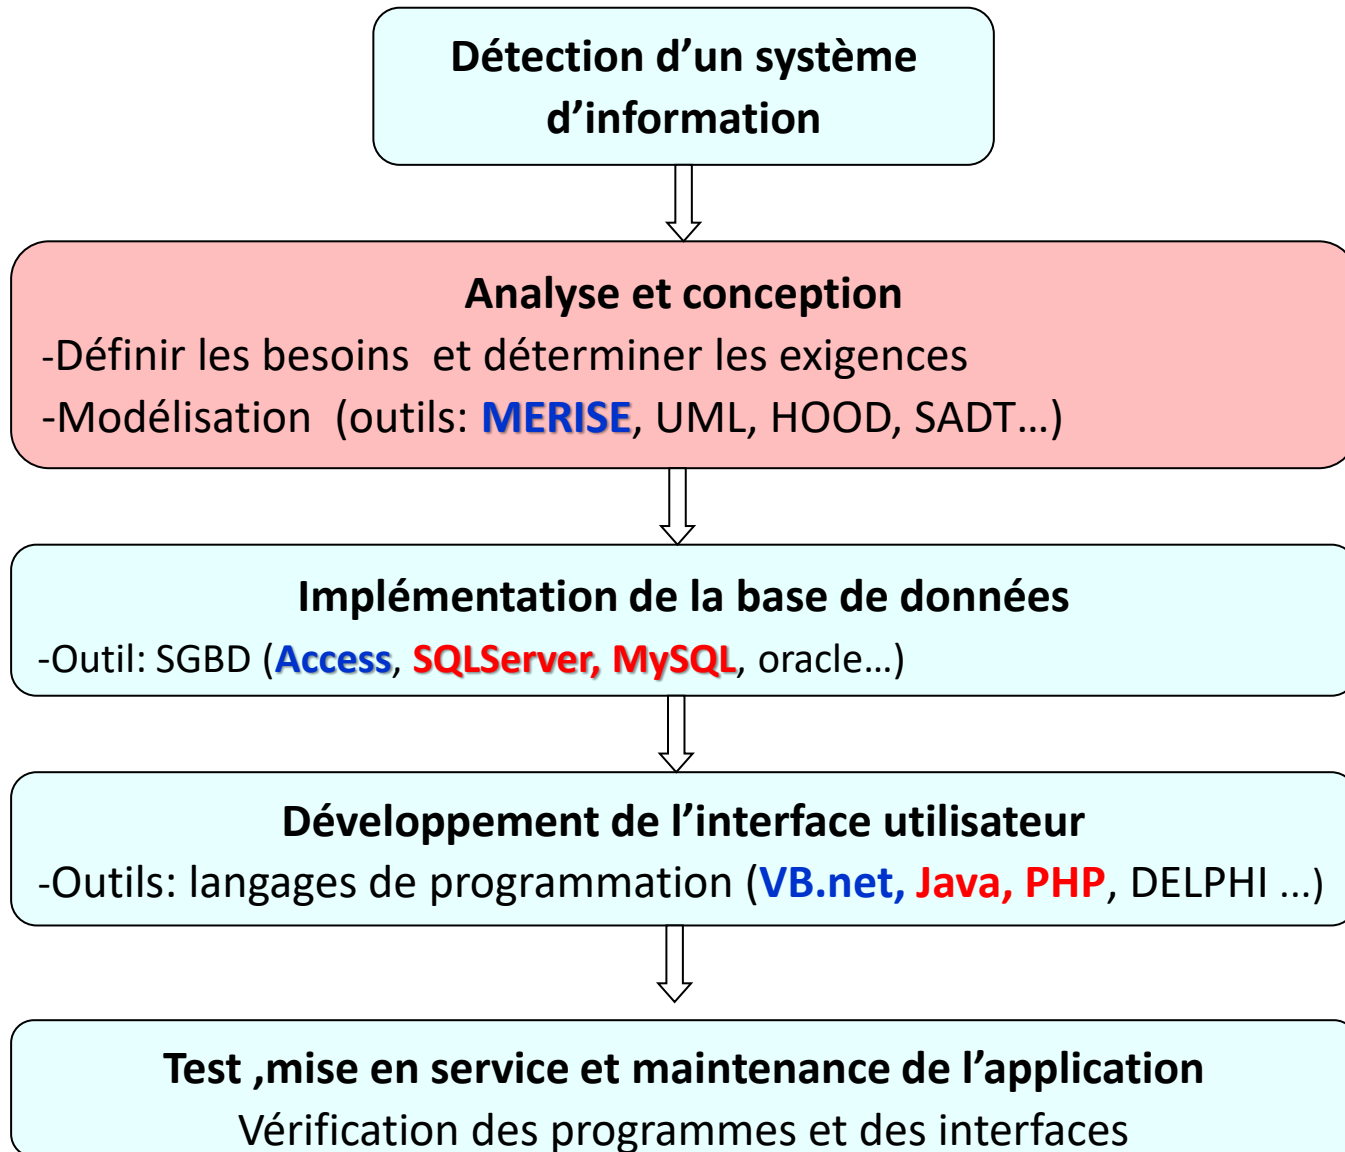 Détection d’un système
d’information
Analyse et conception
-Définir les besoins  et déterminer les exigences
-Modélisation  (outils: MERISE, UML, HOOD, SADT…)
Implémentation de la base de données
-Outil: SGBD (Access, SQLServer, MySQL, oracle…)
Développement de l’interface utilisateur
-Outils: langages de programmation (VB.net, Java, PHP, DELPHI …)
Test ,mise en service et maintenance de l’application
Vérification des programmes et des interfaces